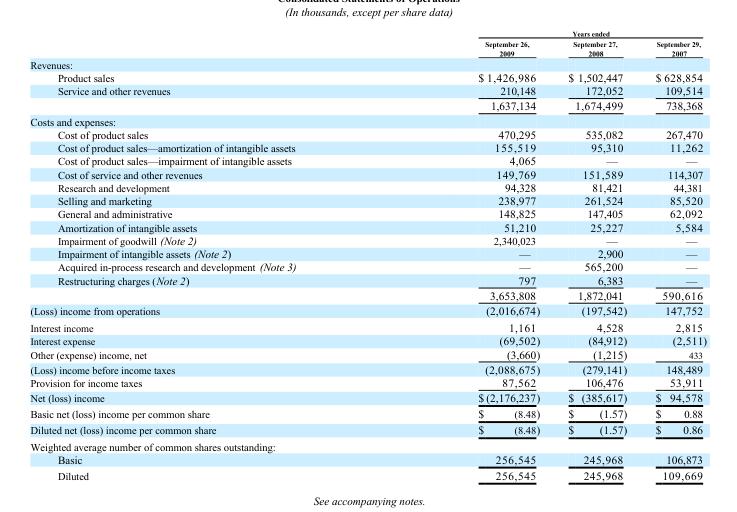 (In thousands, except per share data)
Years ended
September 26, 2009 September 27, 2008 September 29, 2007
Revenues:
Product sales $ 1,426,986 $ 1,502,447 $ 628,854
Service and other revenues 210,148 172,052 109,514
1,637,134 1,674,499 738,368
Costs and expenses:
Cost of product sales 470,295 535,082 267,470
Cost of product sales—amortization of intangible assets 155,519 95,310 11,262
Cost of product sales—impairment of intangible assets 4,065 — —
Cost of service and other revenues 149,769 151,589 114,307
Research and development 94,328 81,421 44,381
Selling and marketing 238,977 261,524 85,520
General and administrative 148,825 147,405 62,092
Amortization of intangible assets 51,210 25,227 5,584
Impairment of goodwill (Note 2) 2,340,023 — —
Impairment of intangible assets (Note 2) — 2,900 —
Acquired in-process research and development (Note 3) — 565,200 —
Restructuring charges (Note 2) 797 6,383 —
3,653,808 1,872,041 590,616
(Loss) income from operations (2,016,674) (197,542) 147,752
Interest income 1,161 4,528 2,815
Interest expense (69,502) (84,912) (2,511)
Other (expense) income, net (3,660) (1,215) 433
(Loss) income before income taxes (2,088,675) (279,141) 148,489
Provision for income taxes 87,562 106,476 53,911
Net (loss) income $ (2,176,237) $ (385,617) $ 94,578
Basic net (loss) income per common share $ (8.48) $ (1.57) $ 0.88
Diluted net (loss) income per common share $ (8.48) $ (1.57) $ 0.86
Weighted average number of common shares outstanding:
Basic 256,545 245,968 106,873
Diluted 256,545 245,968 109,669
See accompanying notes.